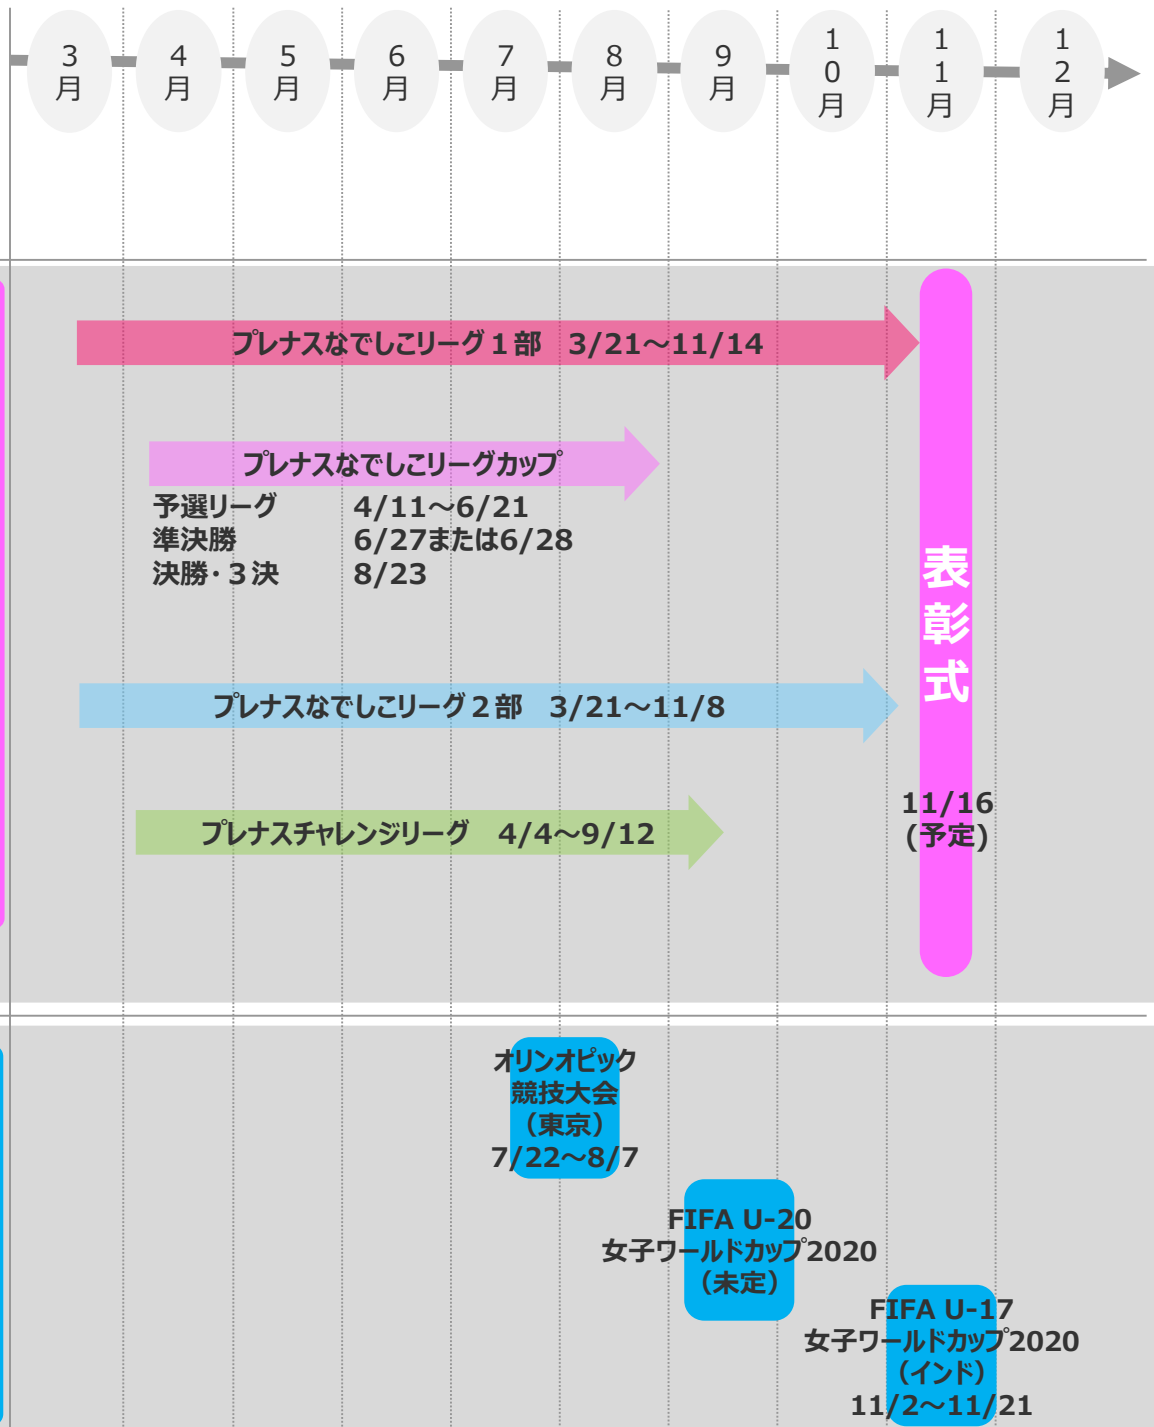 3月
4月
5月
6月
7月
8月
9月
10月
11月
12月
プレナスなでしこリーグ１部　3/21～11/14
プレナスなでしこリーグカップ
予選リーグ　4/11～6/21
準決勝　6/27または6/28
決勝・３決　8/23
プレナスなでしこリーグ２部　3/21～11/8
プレナスチャレンジリーグ　4/4～9/12
表彰式
11/16
(予定)
オリンオピック
競技大会
（東京）
7/22～8/7
FIFA U-20
女子ワールドカップ2020
（未定）
FIFA U-17
女子ワールドカップ2020
（インド）
11/2～11/21